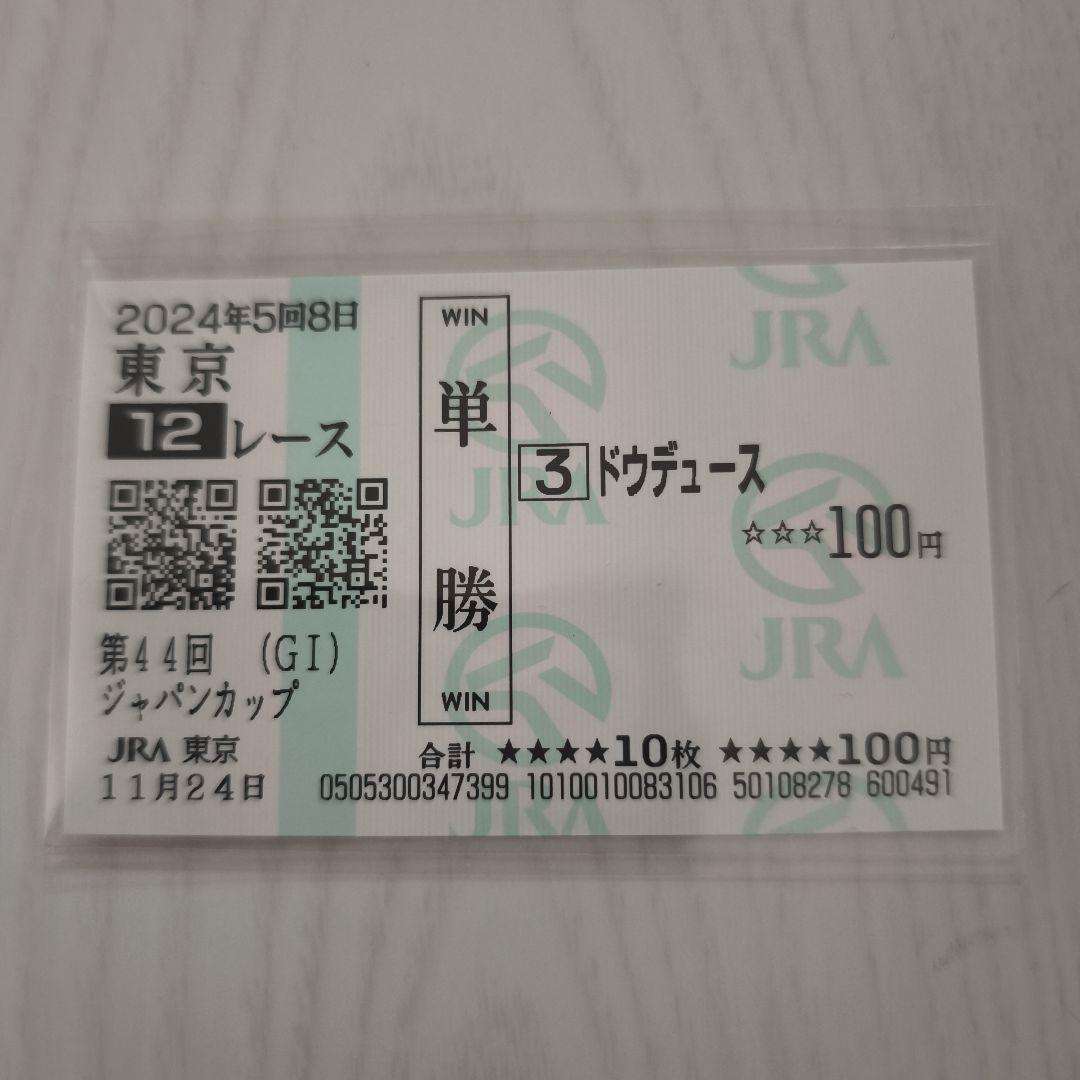 2024年5回8日
東京
12レース
第44回 (GⅠ)
ジャパンカップ
JRA 東京
11月24日
WIN
単勝
WIN
3 ドウデュース
☆☆☆100円
合計 ★★★★10枚 ★★★★100円
0505300347399 1010010083106 50108278 600491
JRA
JRA
JRA
JRA